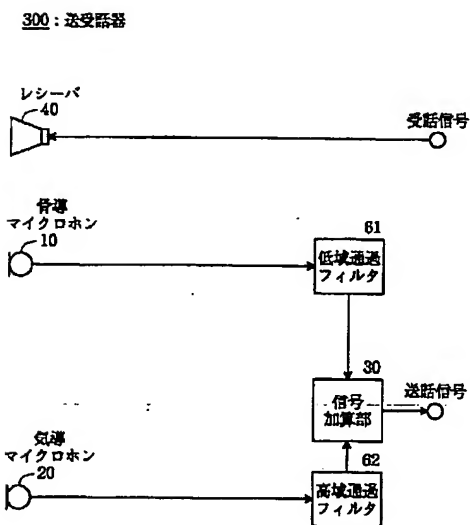 300：送受話器
レシーバ
40
受話信号
骨導
マイクロホン
10
61
低域通過
フィルタ
30
信号
加算部
送話信号
気導
マイクロホン
20
62
高域通過
フィルタ